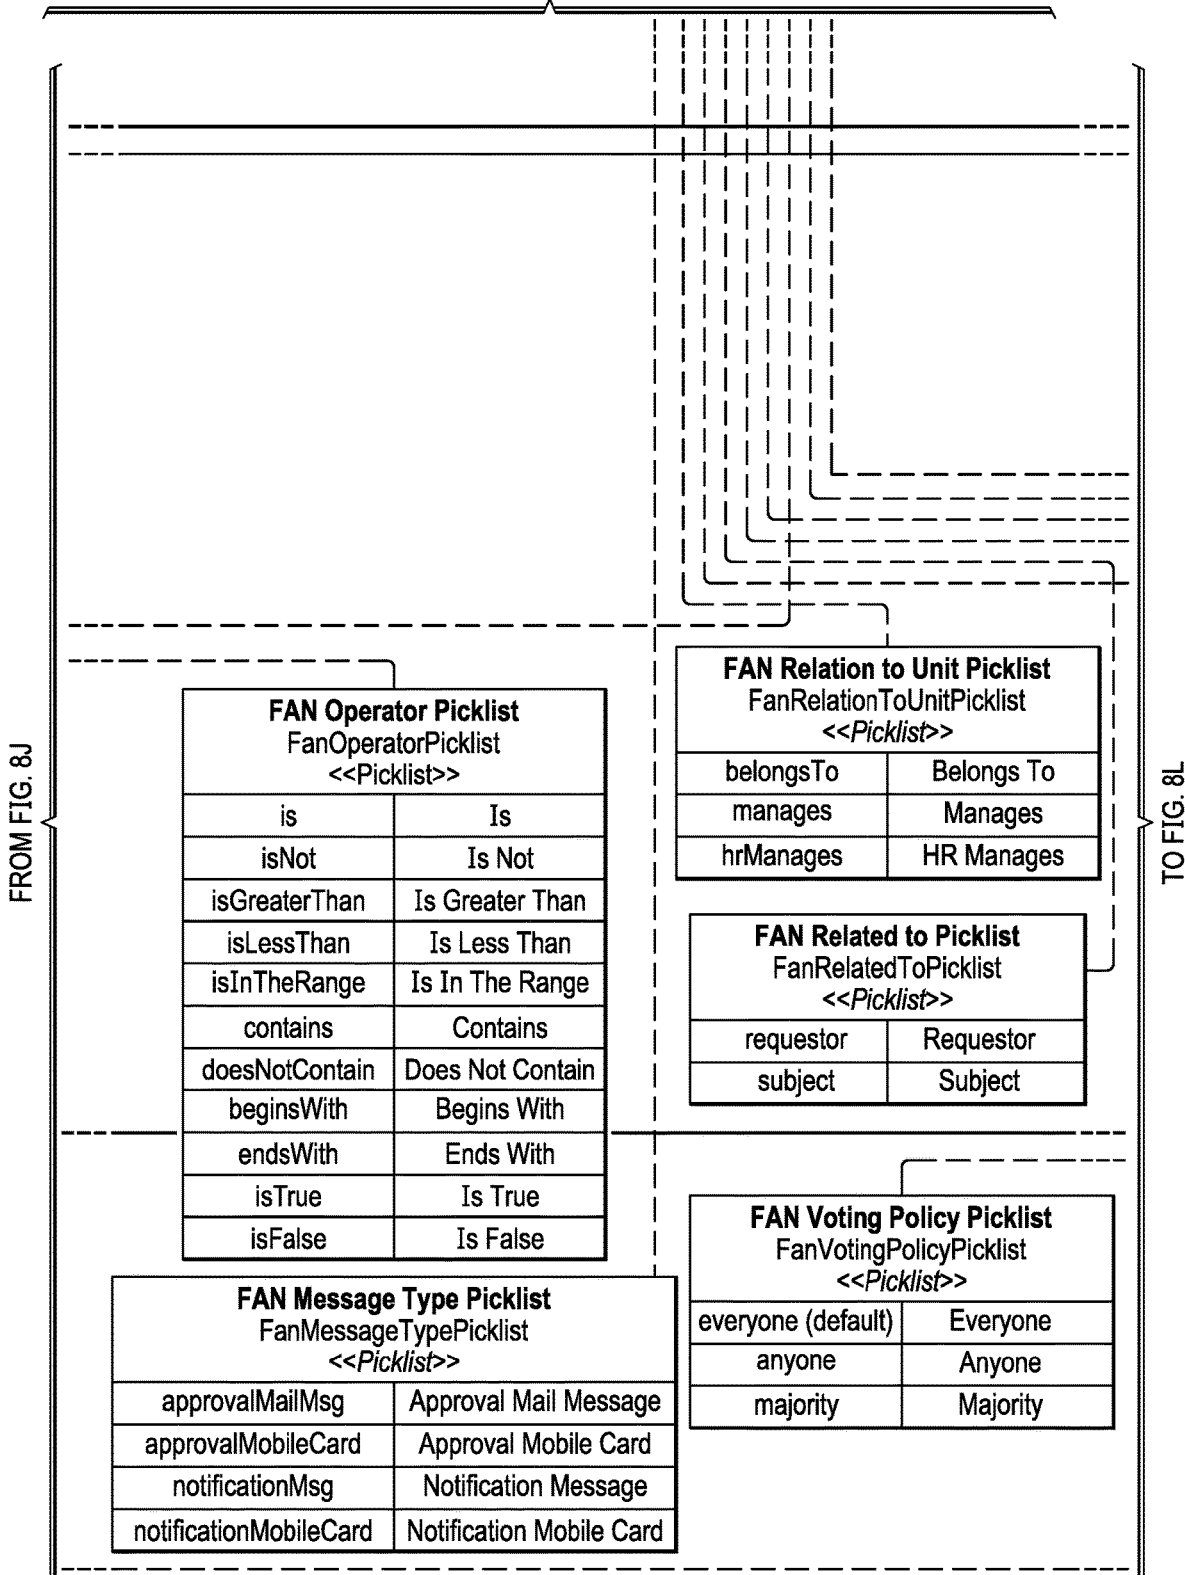 FROM FIG. 8J
FAN Operator Picklist
FanOperatorPicklist
<<Picklist>>
is Is
isNot Is Not
isGreaterThan Is Greater Than
isLessThan Is Less Than
isInTheRange Is In The Range
contains Contains
doesNotContain Does Not Contain
beginsWith Begins With
endsWith Ends With
isTrue Is True
isFalse Is False
FAN Message Type Picklist
FanMessageTypePicklist
<<Picklist>>
approvalMailMsg Approval Mail Message
approvalMobileCard Approval Mobile Card
notificationMsg Notification Message
notificationMobileCard Notification Mobile Card
FAN Relation to Unit Picklist
FanRelationToUnitPicklist
<<Picklist>>
belongsTo Belongs To
manages Manages
hrManages HR Manages
FAN Related to Picklist
FanRelatedToPicklist
<<Picklist>>
requestor Requestor
subject Subject
FAN Voting Policy Picklist
FanVotingPolicyPicklist
<<Picklist>>
everyone (default) Everyone
anyone Anyone
majority Majority
TO FIG. 8L